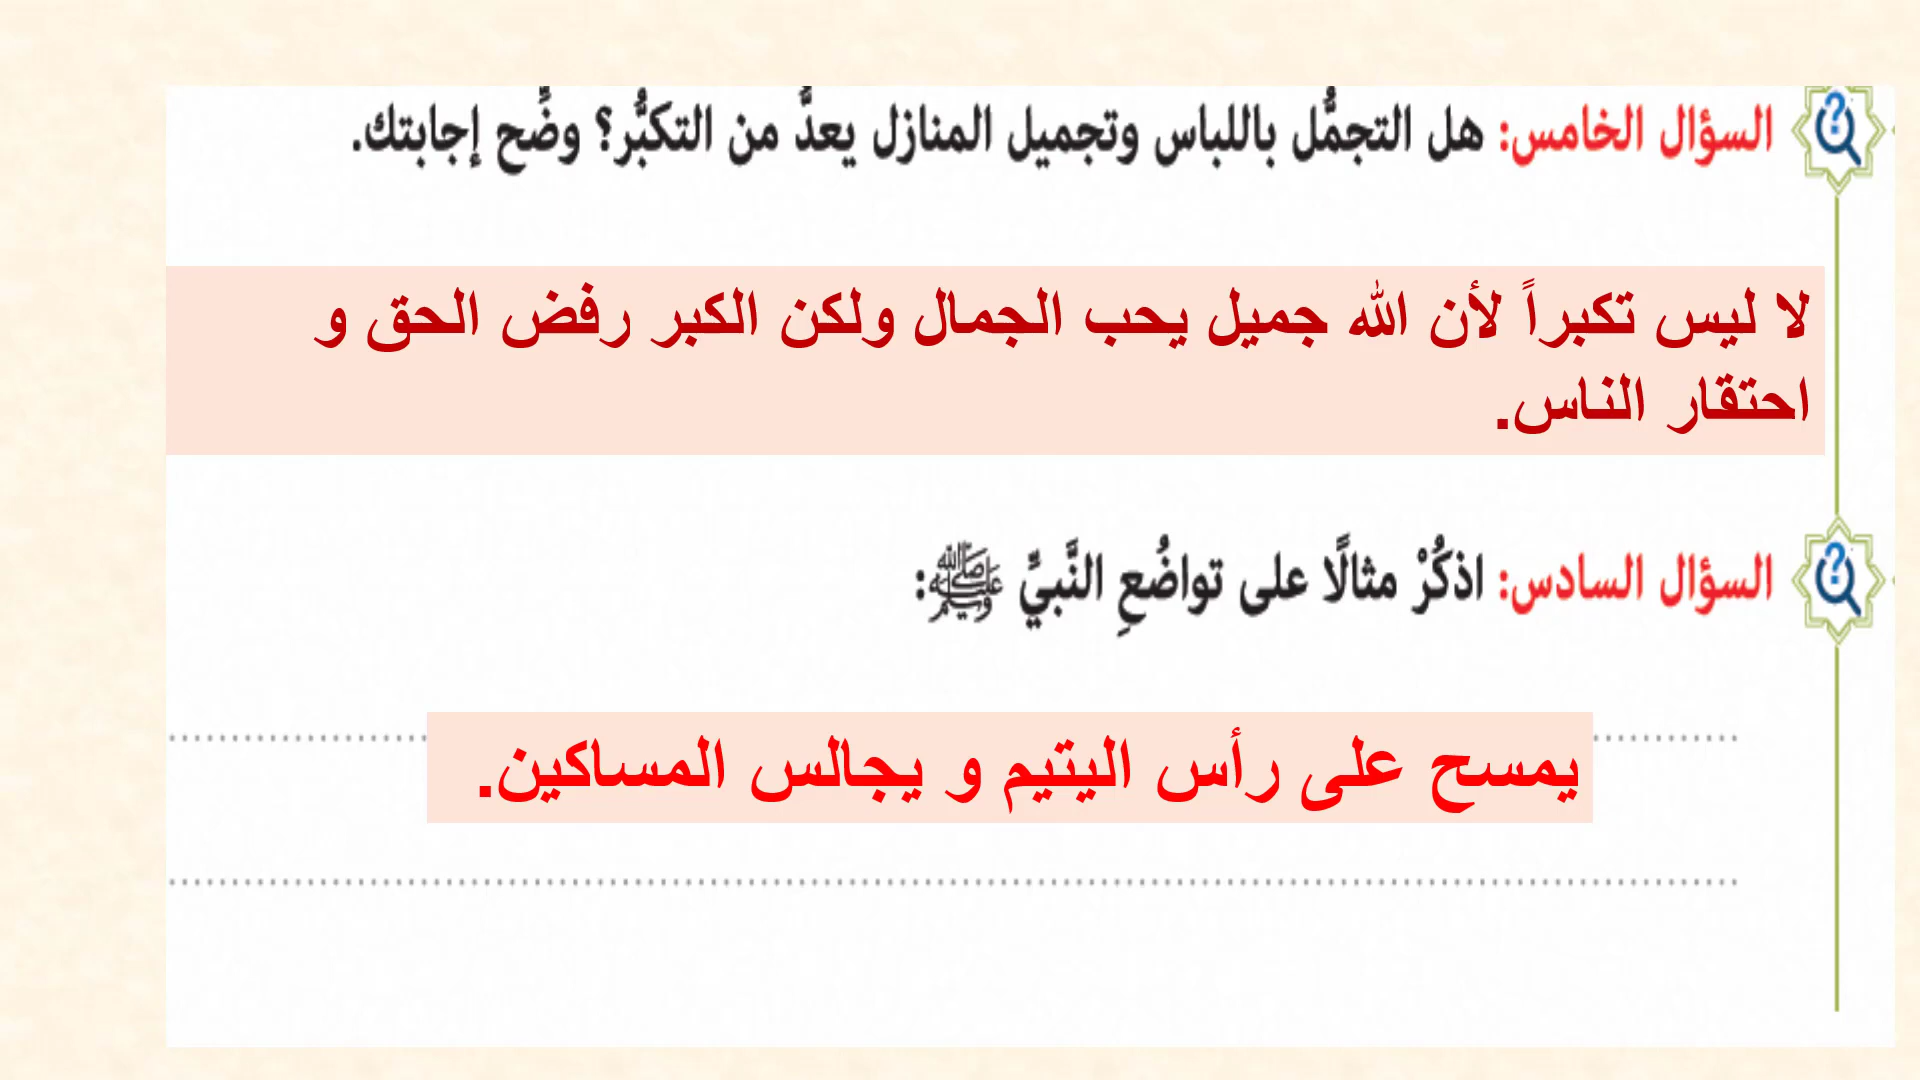 السؤال الخامس: هل التجمُّل باللباس وتجميل المنازل يعدُّ من التكبُّر؟ وضِّح إجابتك.
لا ليس تكبراً لأن الله جميل يحب الجمال ولكن الكبر رفض الحق و
احتقار الناس.
السؤال السادس: اذكُرْ مثالًا على تواضُعِ النَّبيِّ ﷺ:
يمسح على رأس اليتيم و يجالس المساكين.